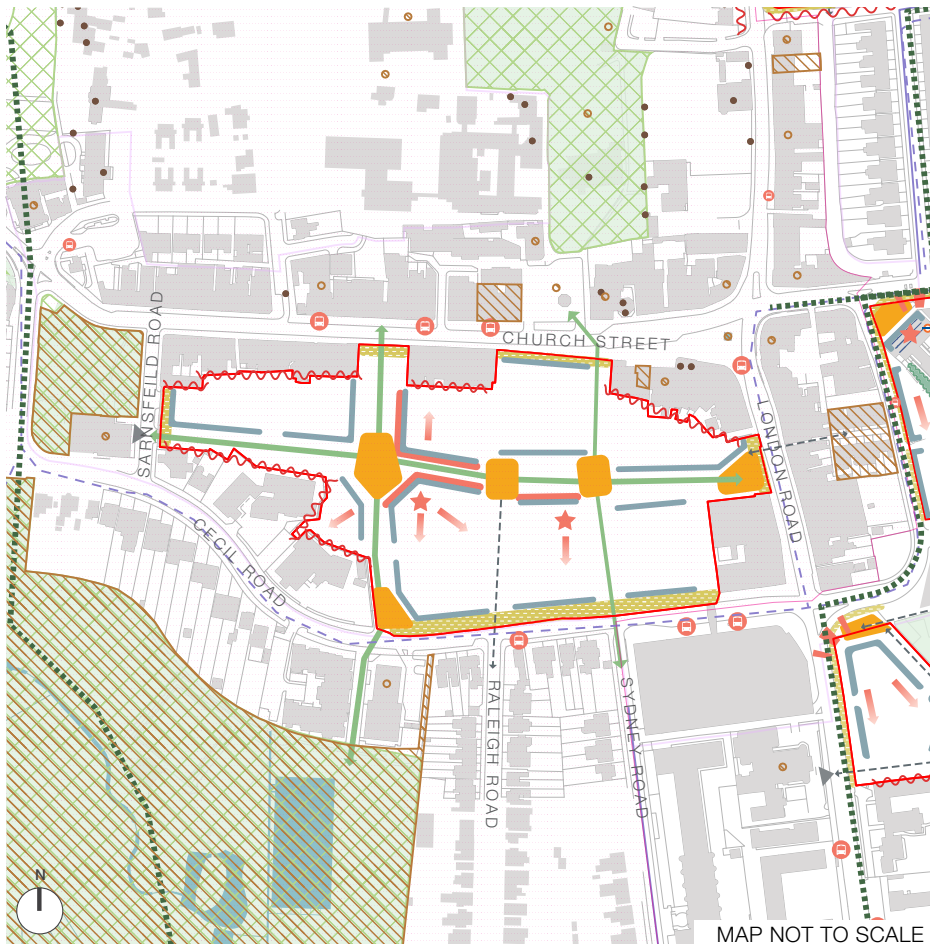 CHURCH STREET
SARNSFEILD ROAD
LONDON ROAD
CECIL ROAD
RALEIGH ROAD
SYDNEY ROAD
N
MAP NOT TO SCALE